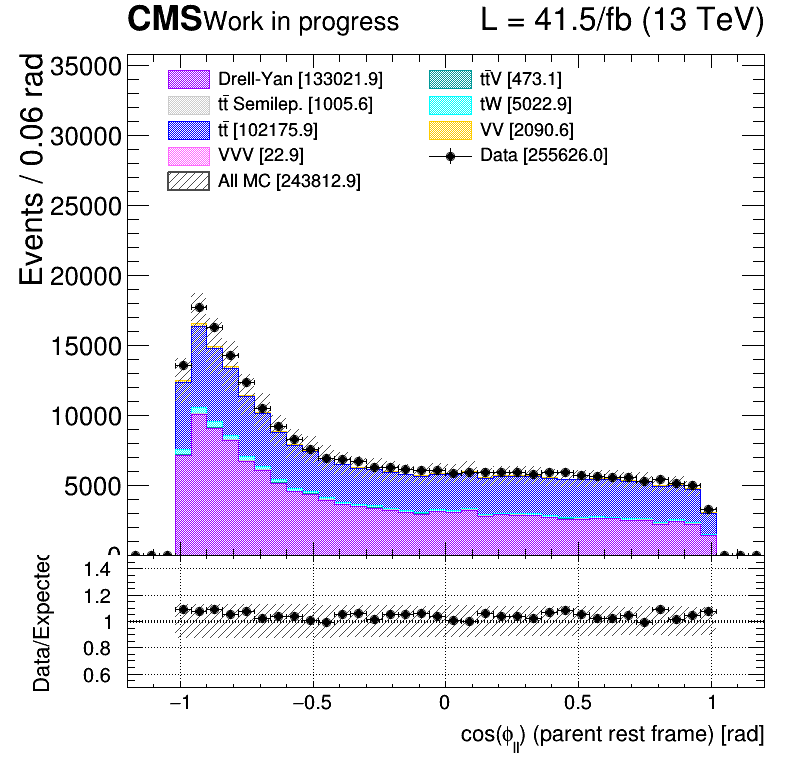 CMS Work in progress L = 41.5/fb (13 TeV)
Events / 0.06 rad
35000
30000
25000
20000
15000
10000
5000
0
Drell-Yan [133021.9]
tt̄ Semilep. [1005.6]
tt̄ [102175.9]
VVV [22.9]
All MC [243812.9]
tt̄V [473.1]
tW [5022.9]
VV [2090.6]
Data [255626.0]
Data/Expected
1.4
1.2
1
0.8
0.6
−1 −0.5 0 0.5 1
cos(ϕ_ll) (parent rest frame) [rad]